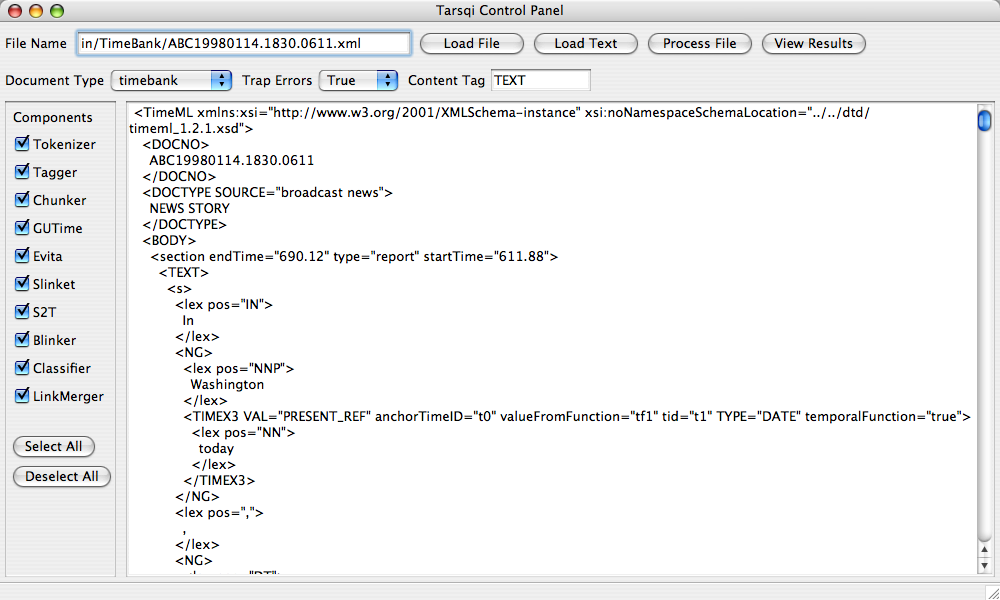 Tarsqi Control Panel
File Name in/TimeBank/ABC19980114.1830.0611.xml Load File Load Text Process File View Results
Document Type timebank Trap Errors True Content Tag TEXT
Components
Tokenizer
Tagger
Chunker
GUTime
Evita
Slinket
S2T
Blinker
Classifier
LinkMerger
Select All
Deselect All
<TimeML xmlns:xsi="http://www.w3.org/2001/XMLSchema-instance" xsi:noNamespaceSchemaLocation="../../dtd/
timeml_1.2.1.xsd">
<DOCNO>
ABC19980114.1830.0611
</DOCNO>
<DOCTYPE SOURCE="broadcast news">
NEWS STORY
</DOCTYPE>
<BODY>
<section endTime="690.12" type="report" startTime="611.88">
<TEXT>
<s>
<lex pos="IN">
In
</lex>
<NG>
<lex pos="NNP">
Washington
</lex>
<TIMEX3 VAL="PRESENT_REF" anchorTimeID="t0" valueFromFunction="tf1" tid="t1" TYPE="DATE" temporalFunction="true">
<lex pos="NN">
today
</lex>
</TIMEX3>
</NG>
<lex pos=",">
,
</lex>
<NG>